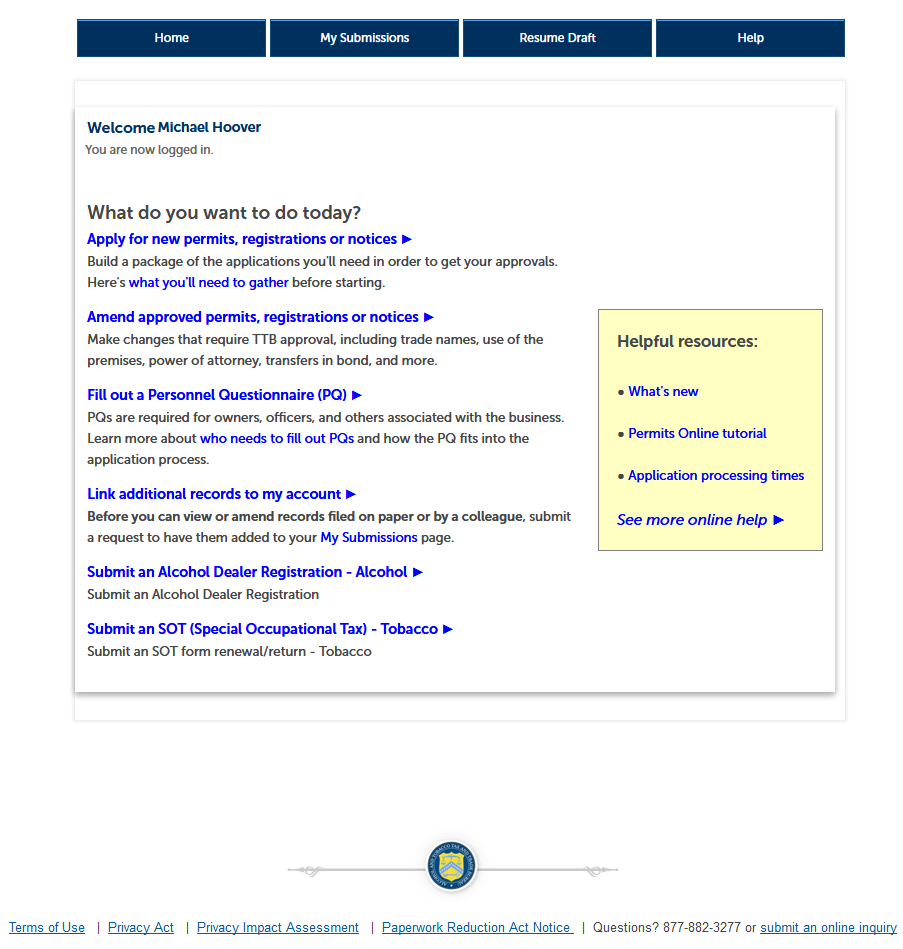 Home My Submissions Resume Draft Help
Welcome Michael Hoover
You are now logged in.
What do you want to do today?
Apply for new permits, registrations or notices ►
Build a package of the applications you'll need in order to get your approvals.
Here's what you'll need to gather before starting.
Amend approved permits, registrations or notices ►
Make changes that require TTB approval, including trade names, use of the
premises, power of attorney, transfers in bond, and more.
Fill out a Personnel Questionnaire (PQ) ►
PQs are required for owners, officers, and others associated with the business.
Learn more about who needs to fill out PQs and how the PQ fits into the
application process.
Link additional records to my account ►
Before you can view or amend records filed on paper or by a colleague, submit
a request to have them added to your My Submissions page.
Submit an Alcohol Dealer Registration - Alcohol ►
Submit an Alcohol Dealer Registration
Submit an SOT (Special Occupational Tax) - Tobacco ►
Submit an SOT form renewal/return - Tobacco
Helpful resources:
• What's new
• Permits Online tutorial
• Application processing times
See more online help ►
Terms of Use | Privacy Act | Privacy Impact Assessment | Paperwork Reduction Act Notice | Questions? 877-882-3277 or submit an online inquiry